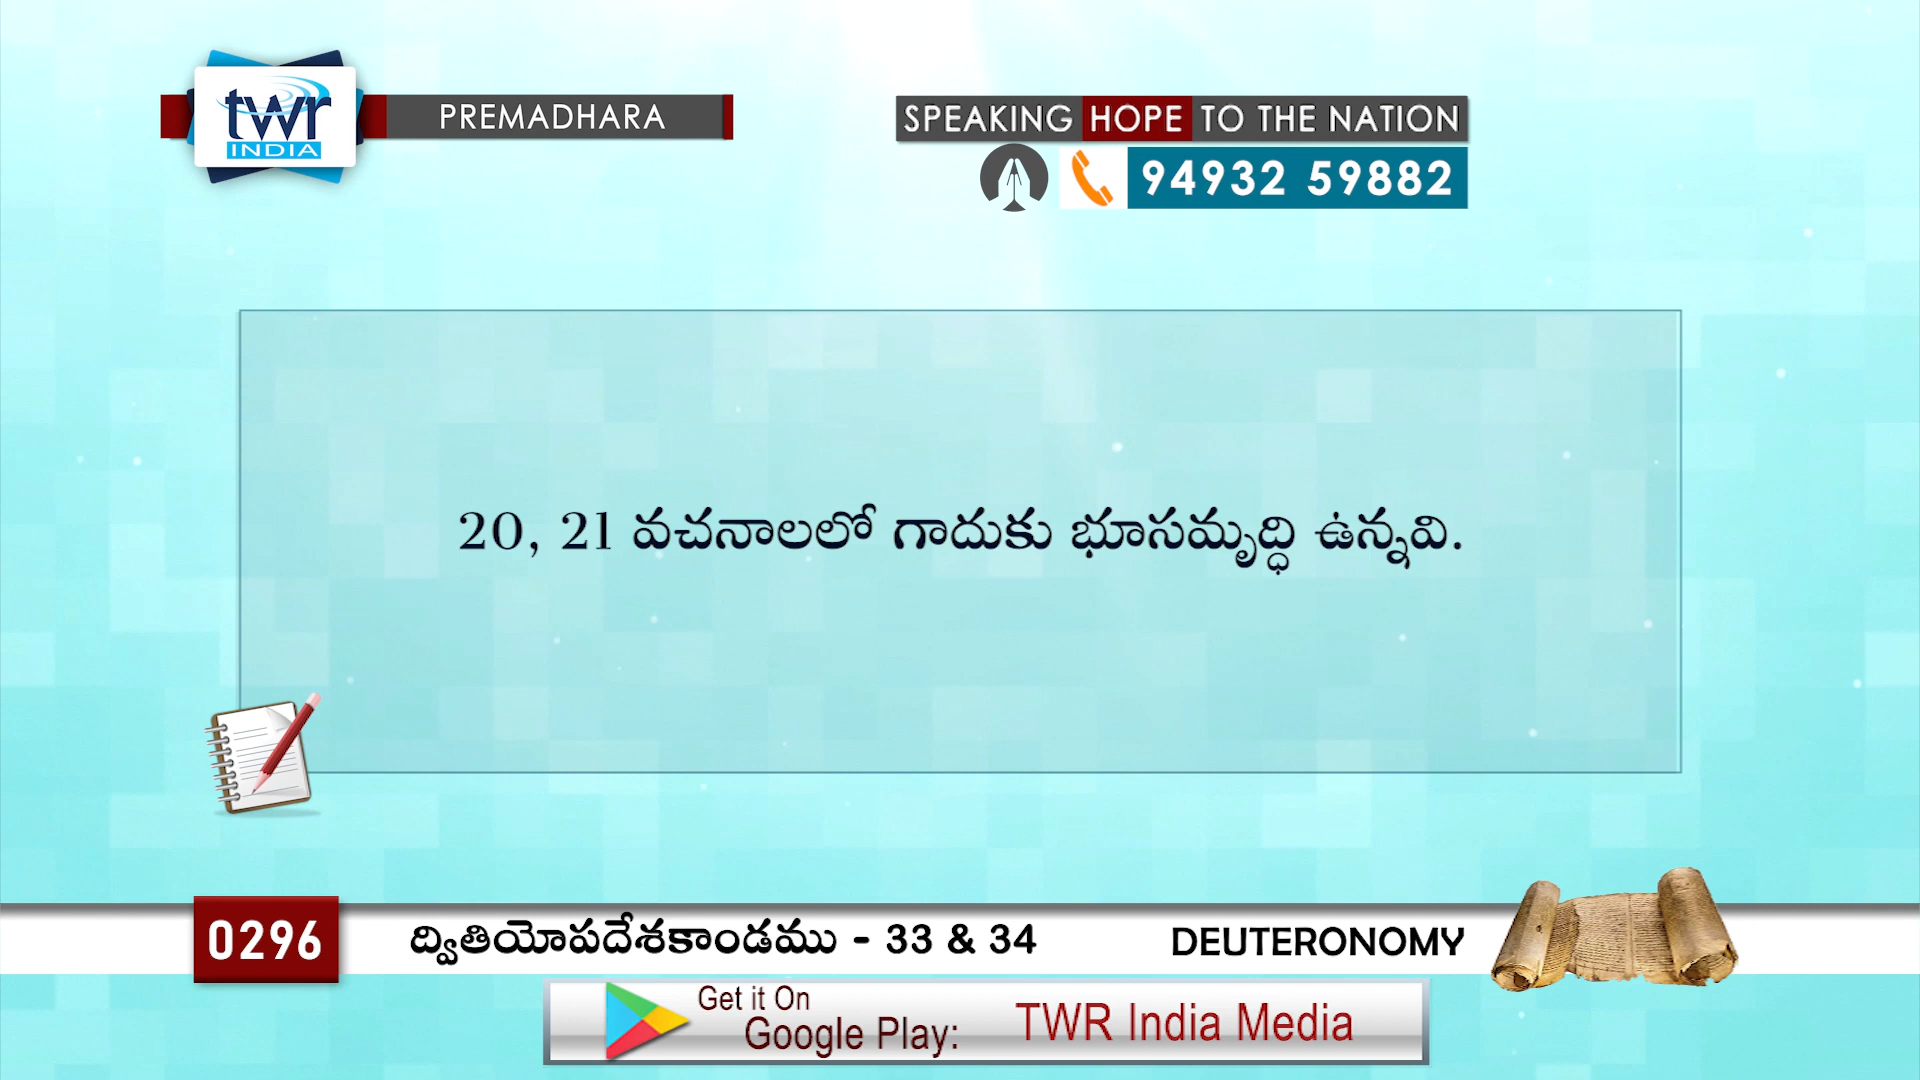 twr
INDIA
PREMADHARA
SPEAKING HOPE TO THE NATION
94932 59882
20, 21 వచనాలలో గాదుకు భూసమృద్ధి ఉన్నవి.
0296
ద్వితియోపదేశకాండము - 33 & 34
DEUTERONOMY
Get it On
Google Play:
TWR India Media